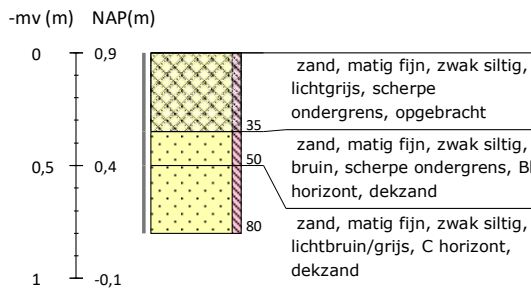 -mv (m) NAP(m)
0 0,9
zand, matig fijn, zwak siltig,
lichtgrijs, scherpe
ondergrens, opgebracht
35
zand, matig fijn, zwak siltig,
bruin, scherpe ondergrens,
horizont, dekzand
0,5 0,4
50
zand, matig fijn, zwak siltig,
lichtbruin/grijs, C horizont,
dekzand
80
1 -0,1